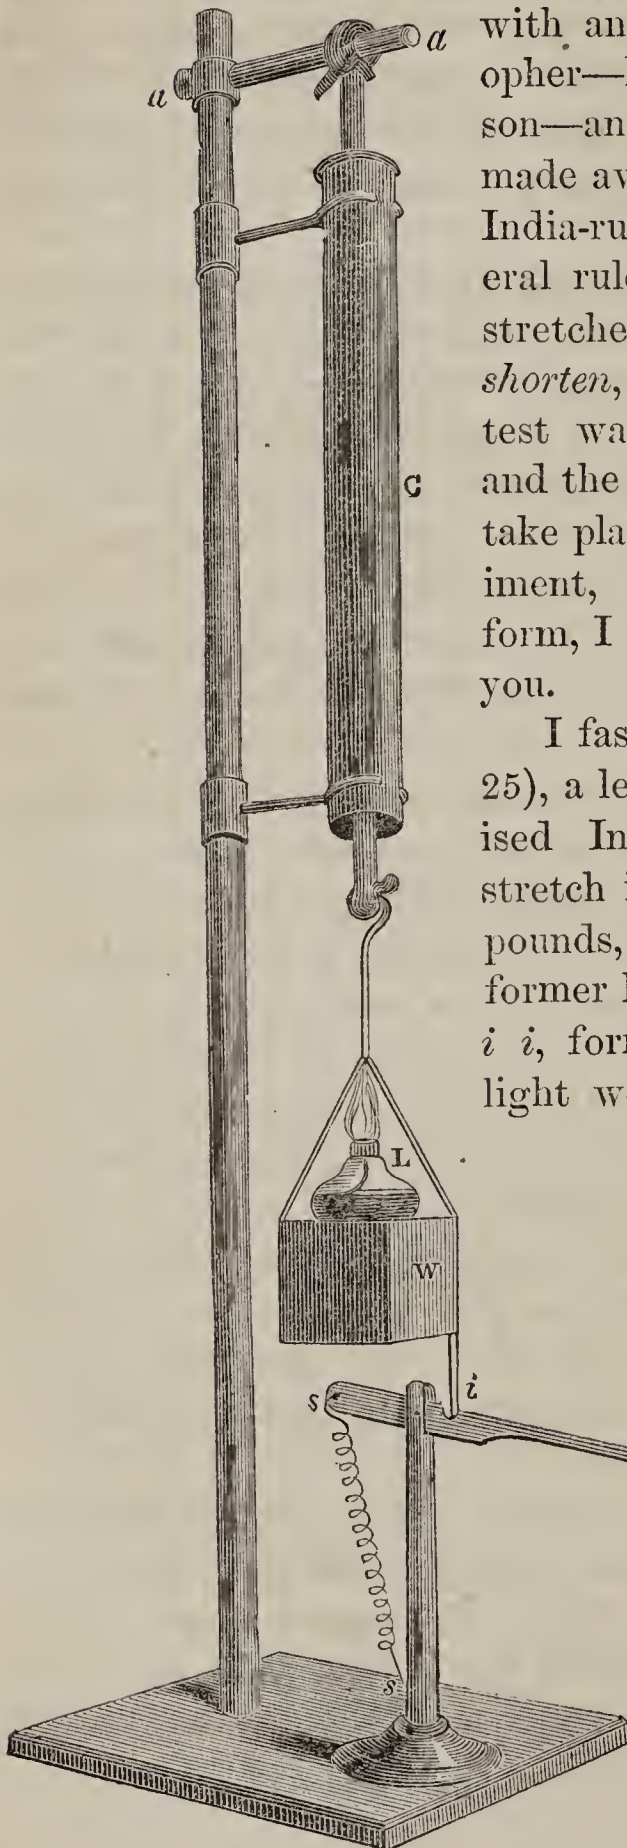 a
a
with an
opher—
son—an
made av
India-ru
eral rule
stretche
shorten,
test wa
C
and the
take pla
iment,
form, I
you.
I fas
25), a le
ised In
stretch i
pounds,
former
i i, for
light w
L
W
i
s
s